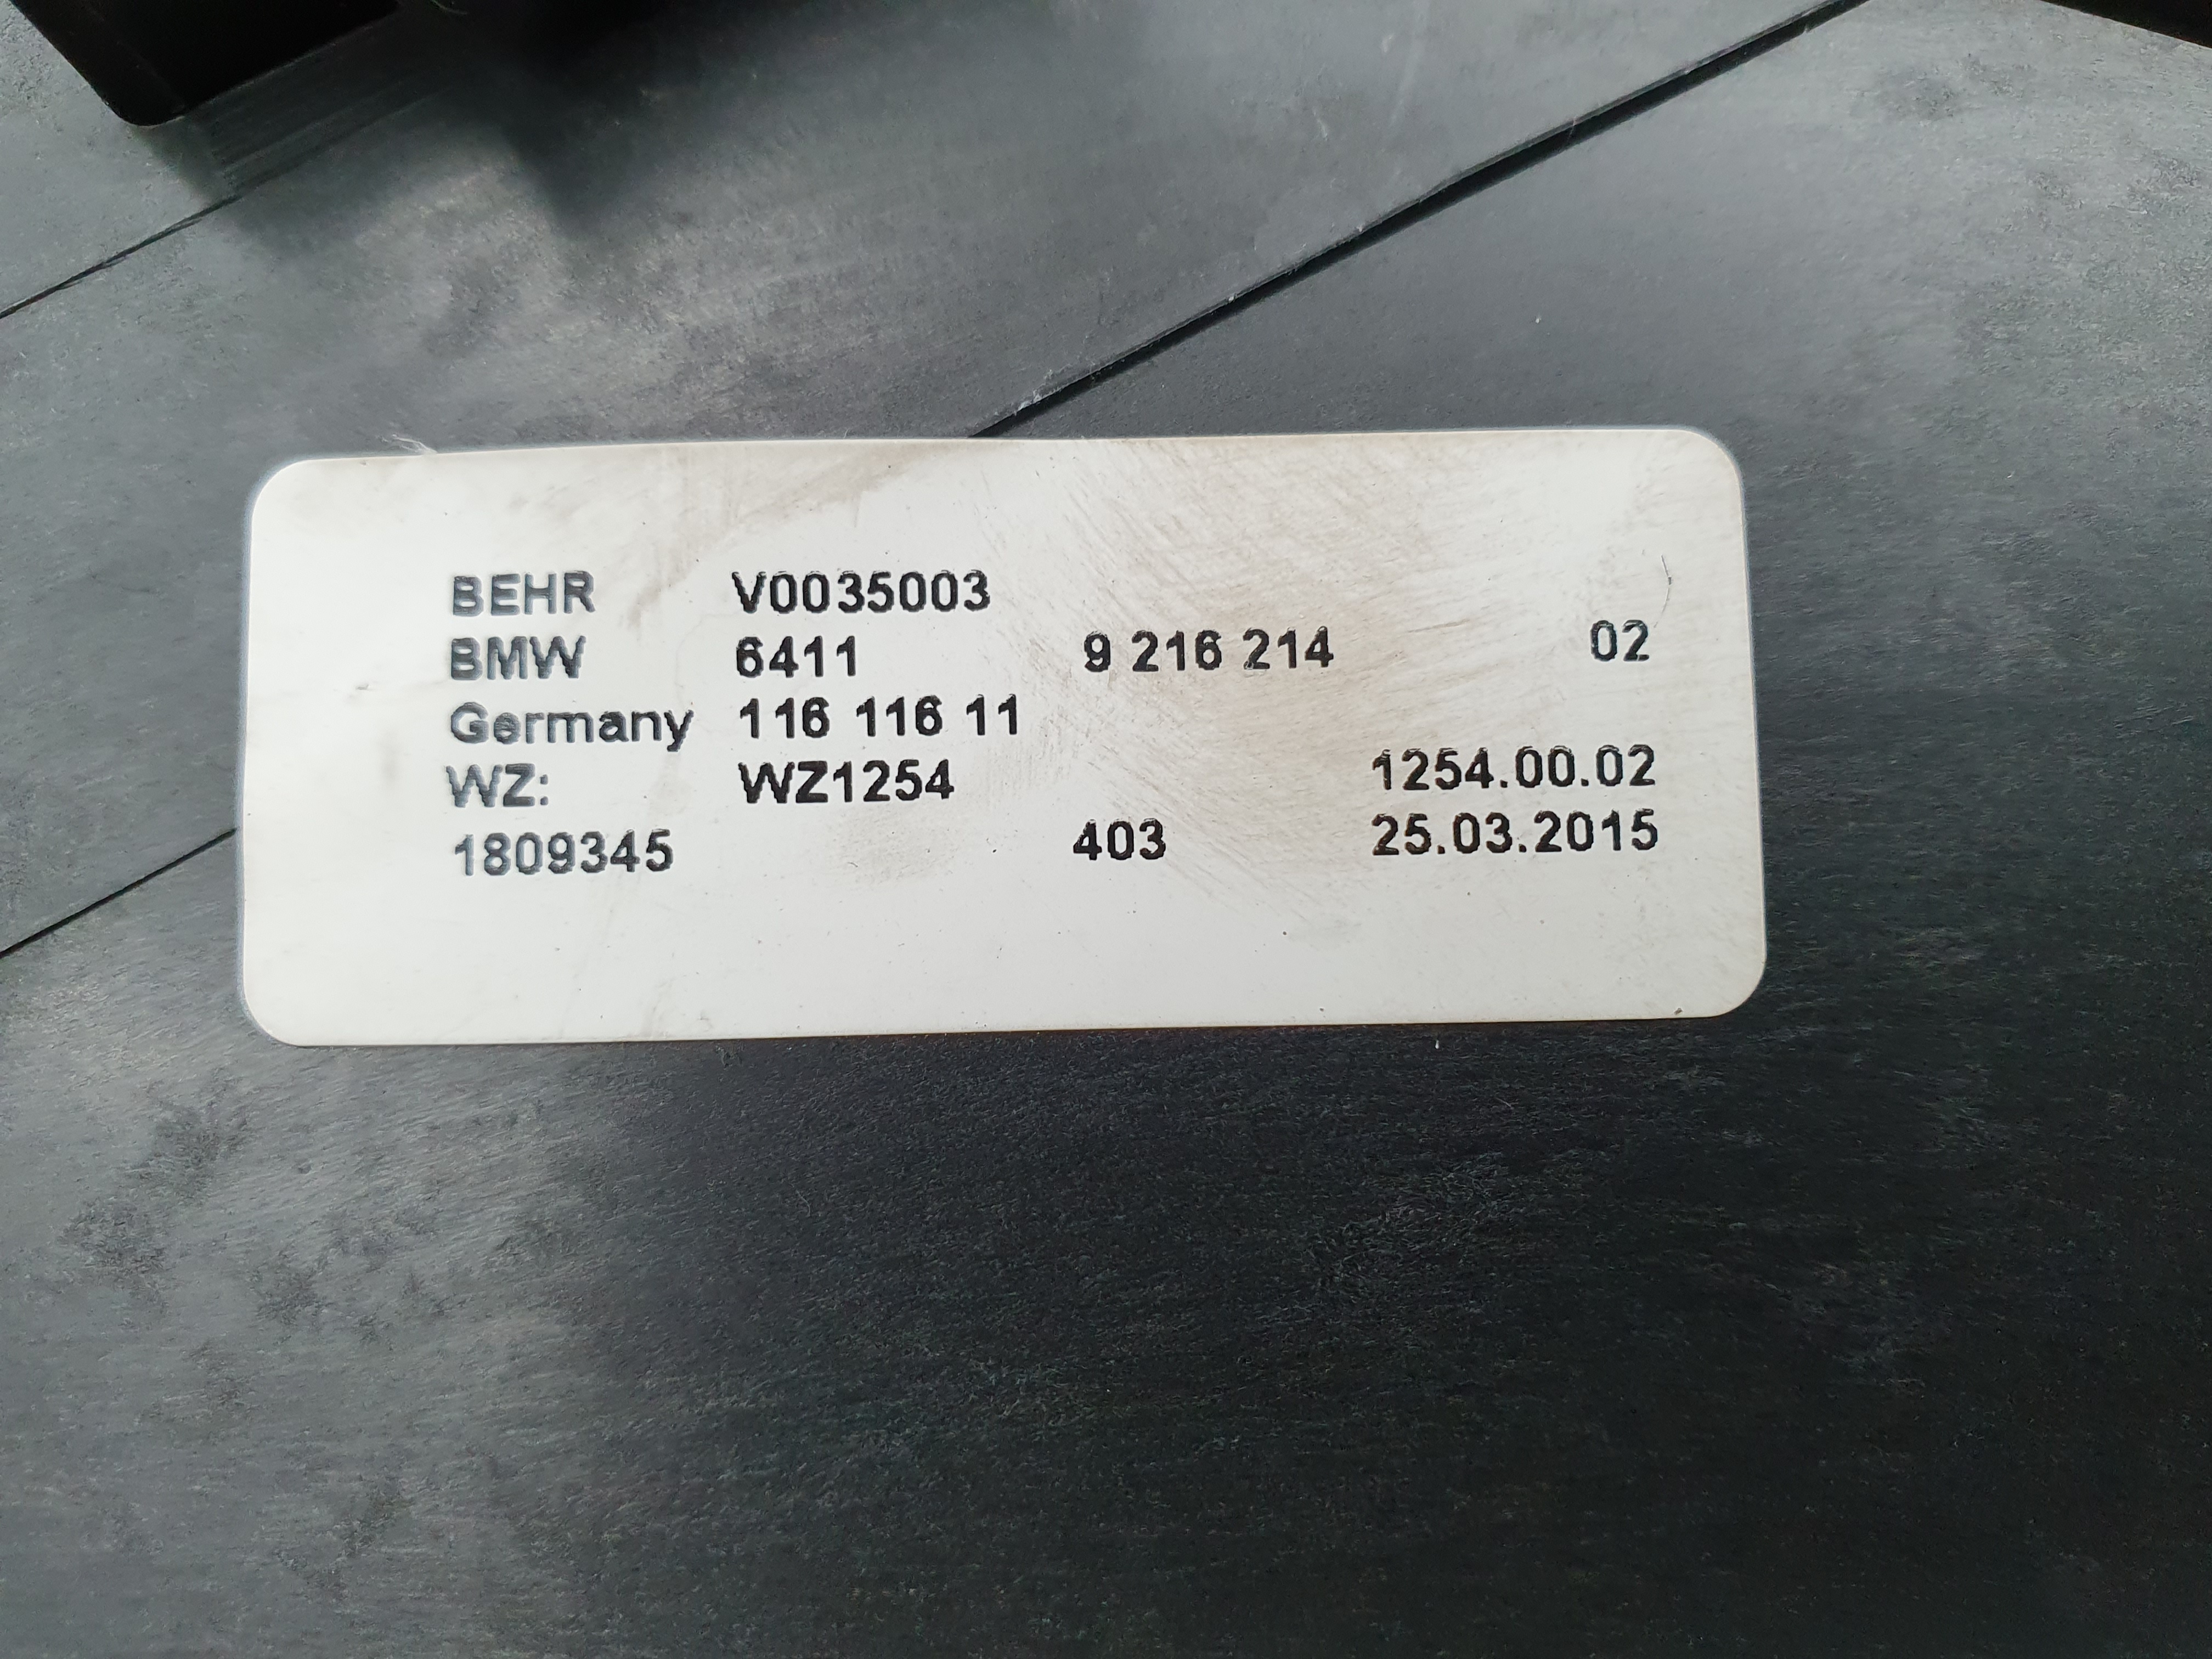 BEHR V0035003
BMW 6411 9 216 214 02
Germany 116 116 11
WZ: WZ1254 1254.00.02
1809345 403 25.03.2015